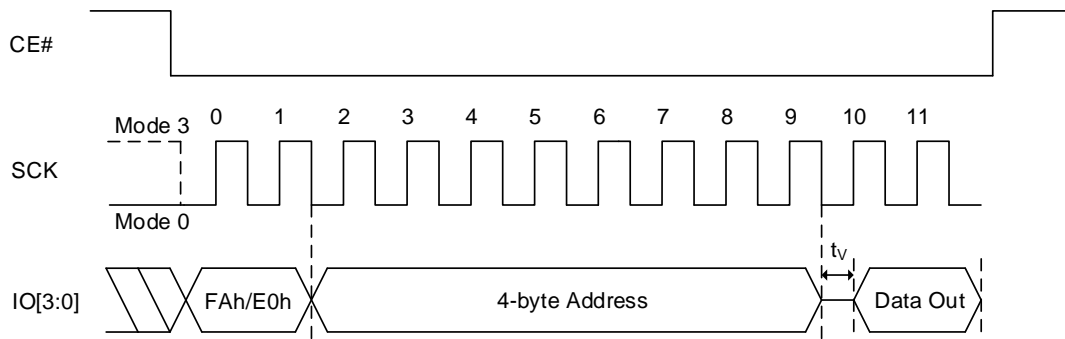 CE#
0 1 2 3 4 5 6 7 8 9 10 11
Mode 3
SCK
Mode 0
tV
IO[3:0]
FAh/E0h
4-byte Address
Data Out